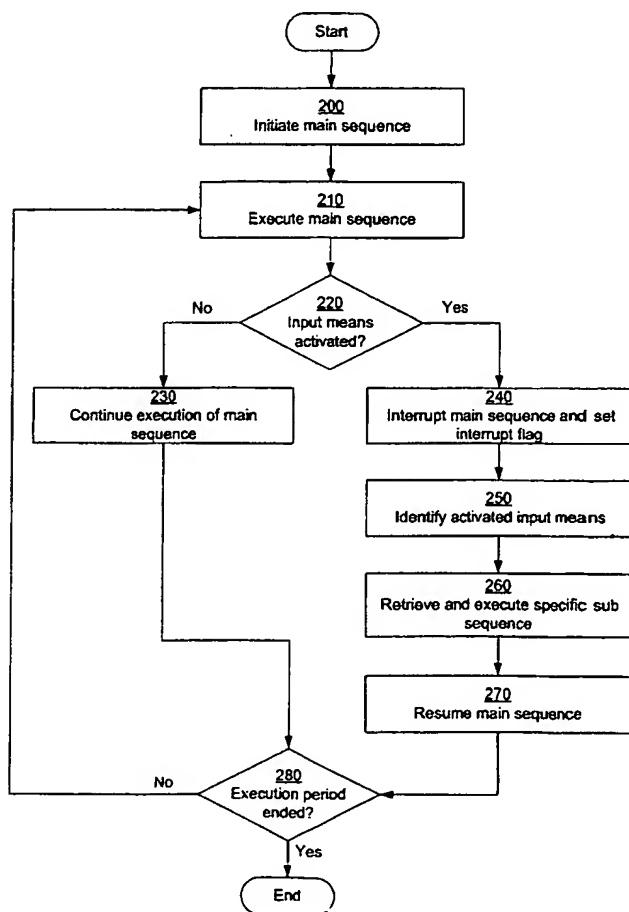 Start
200
Initiate main sequence
210
Execute main sequence
No
220
Yes
Input means
activated?
230
Continue execution of main
sequence
240
Interrupt main sequence and set
interrupt flag
250
Identify activated input means
260
Retrieve and execute specific sub
sequence
270
Resume main sequence
No
280
Execution period
ended?
Yes
End